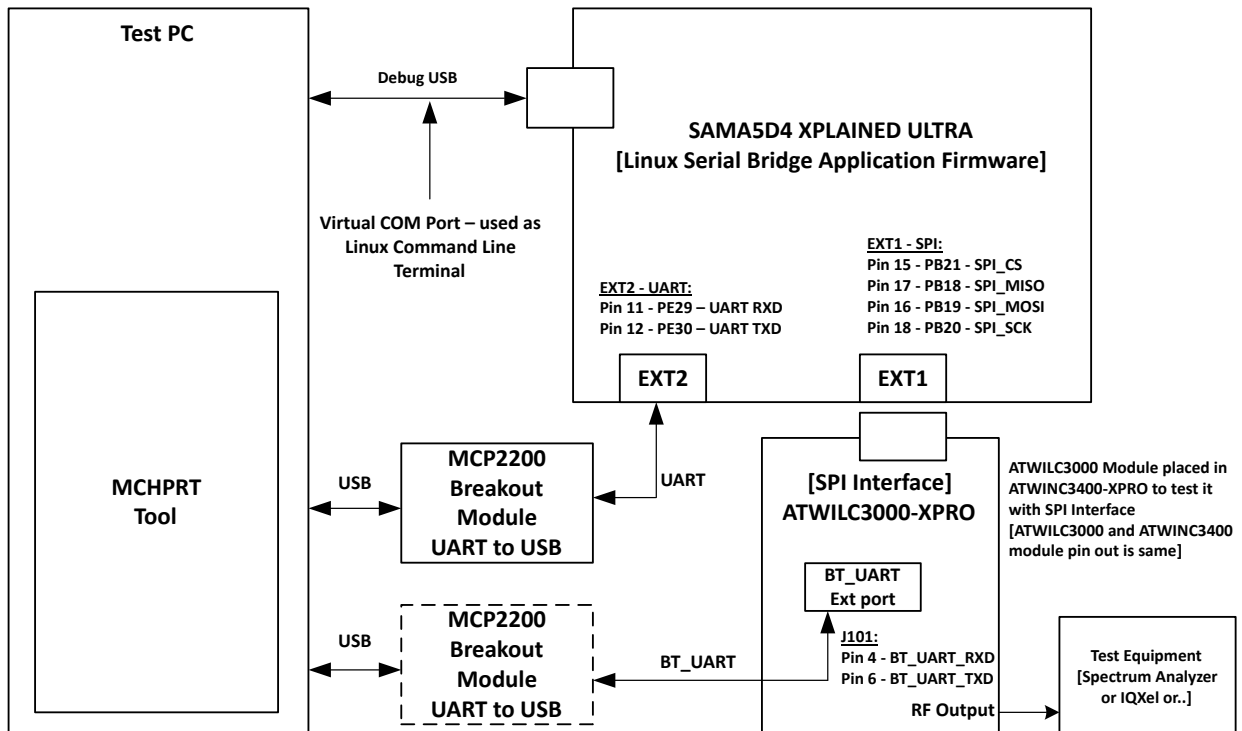 Test PC
Debug USB
SAMA5D4 XPLAINED ULTRA
[Linux Serial Bridge Application Firmware]
Virtual COM Port – used as
Linux Command Line
Terminal
EXT2 - UART:
Pin 11 - PE29 – UART RXD
Pin 12 - PE30 – UART TXD
EXT1 - SPI:
Pin 15 - PB21 - SPI_CS
Pin 17 - PB18 - SPI_MISO
Pin 16 - PB19 - SPI_MOSI
Pin 18 - PB20 - SPI_SCK
EXT2
EXT1
MCHPRT
Tool
USB
MCP2200
Breakout
Module
UART to USB
UART
[SPI Interface]
ATWILC3000-XPRO
ATWILC3000 Module placed in
ATWINC3400-XPRO to test it
with SPI Interface
[ATWILC3000 and ATWINC3400
module pin out is same]
BT_UART
Ext port
USB
MCP2200
Breakout
Module
UART to USB
BT_UART
J101:
Pin 4 - BT_UART_RXD
Pin 6 - BT_UART_TXD
RF Output
Test Equipment
[Spectrum Analyzer
or IQXel or..]